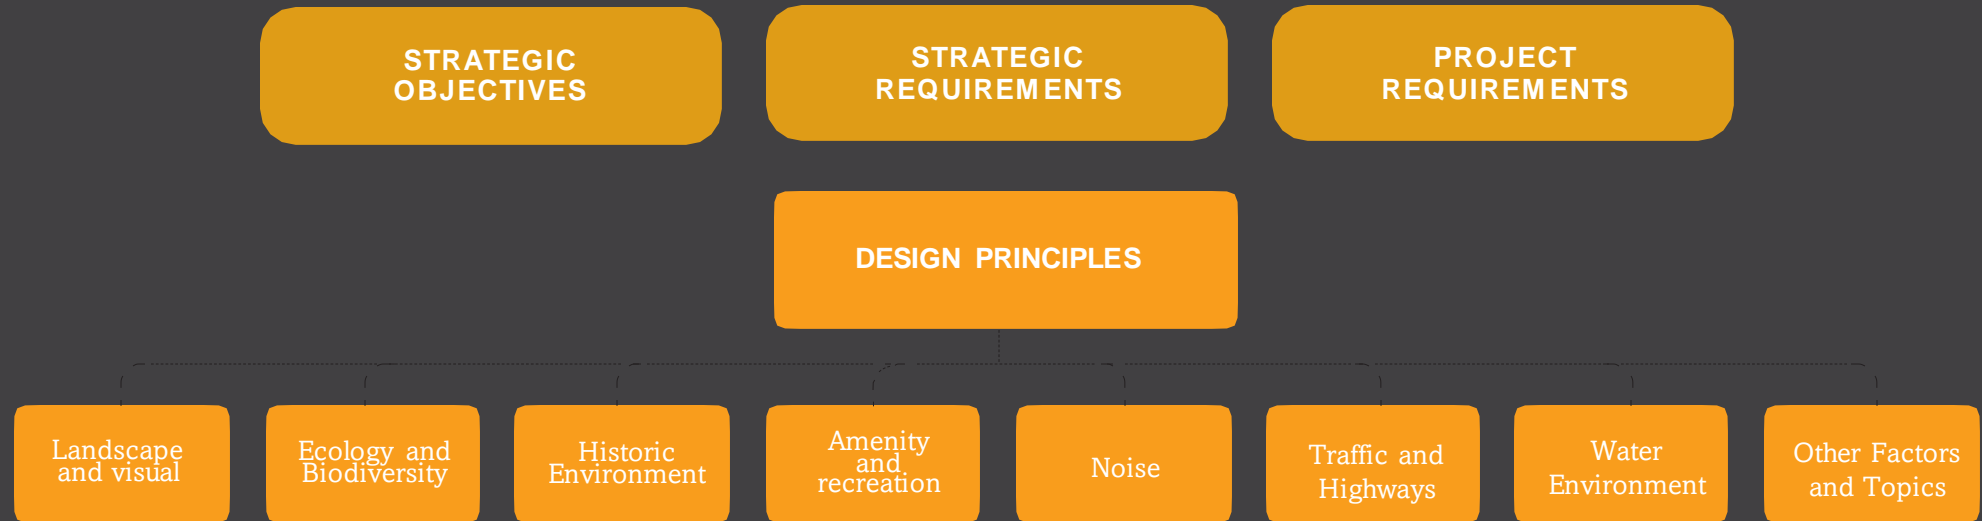 STRATEGIC
OBJECTIVES
STRATEGIC
REQUIREMENTS
PROJECT
REQUIREMENTS
DESIGN PRINCIPLES
Landscape
and visual
Ecology and
Biodiversity
Historic
Environment
Amenity
and
recreation
Noise
Traffic and
Highways
Water
Environment
Other Factors
and Topics